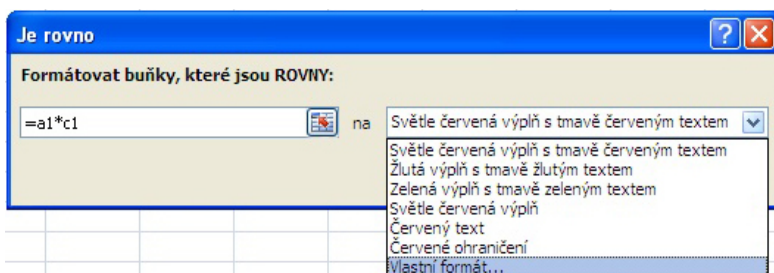 Je rovno
Formátovat buňky, které jsou ROVNY:
=a1*c1 na Světle červená výplň s tmavě červeným textem
Světle červená výplň s tmavě červeným textem
Žlutá výplň s tmavě žlutým textem
Zelená výplň s tmavě zeleným textem
Světle červená výplň
Červený text
Červené ohraničení
Vlastní formát...